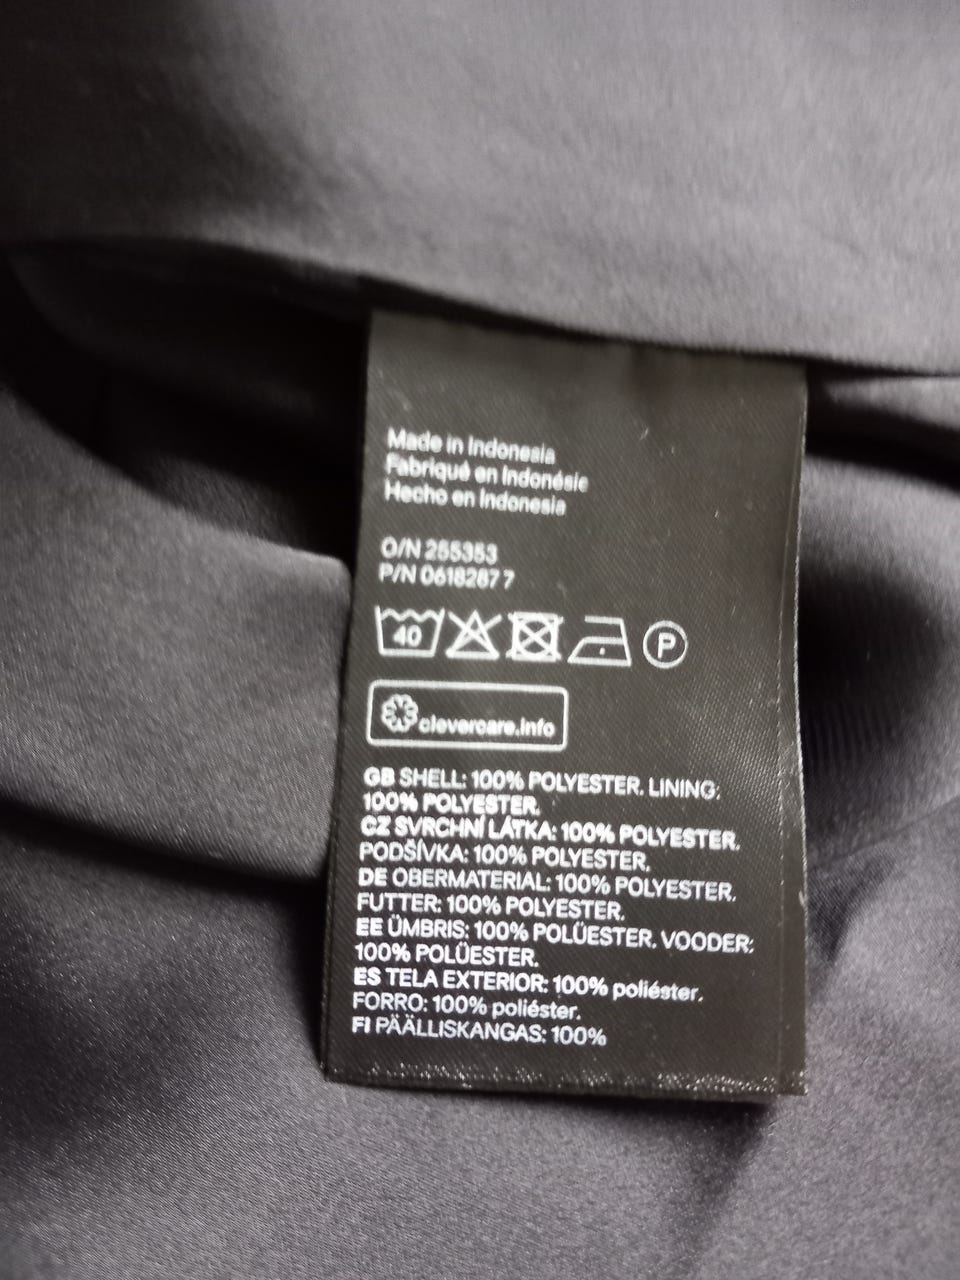 Made in Indonesia
Fabriqué en Indonésie
Hecho en Indonesia
O/N 255353
P/N 0618287 7
40 P
clevercare.info
GB SHELL: 100% POLYESTER. LINING:
100% POLYESTER.
CZ SVRCHNÍ LÁTKA: 100% POLYESTER.
PODŠÍVKA: 100% POLYESTER.
DE OBERMATERIAL: 100% POLYESTER.
FUTTER: 100% POLYESTER.
EE ÜMBRIS: 100% POLÜESTER. VOODER:
100% POLÜESTER.
ES TELA EXTERIOR: 100% poliéster.
FORRO: 100% poliéster.
FI PÄÄLLISKANGAS: 100%